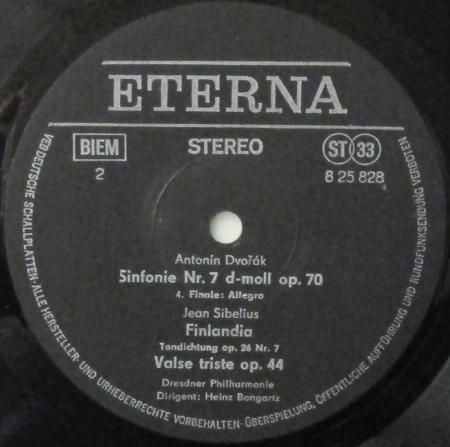 ETERNA
BIEM
STEREO
ST 33
2
8 25 828
Antonín Dvořák
Sinfonie Nr. 7 d-moll op. 70
4. Finale: Allegro
Jean Sibelius
Finlandia
Tondichtung op. 26 Nr. 7
Valse triste op. 44
Dresdner Philharmonie
Dirigent: Heinz Bongartz
VEB DEUTSCHE SCHALLPLATTEN · ALLE HERSTELLER- UND URHEBERRECHTE VORBEHALTEN · ÜBERSPIELUNG, ÖFFENTLICHE AUFFÜHRUNG UND RUNDFUNKSENDUNG VERBOTEN